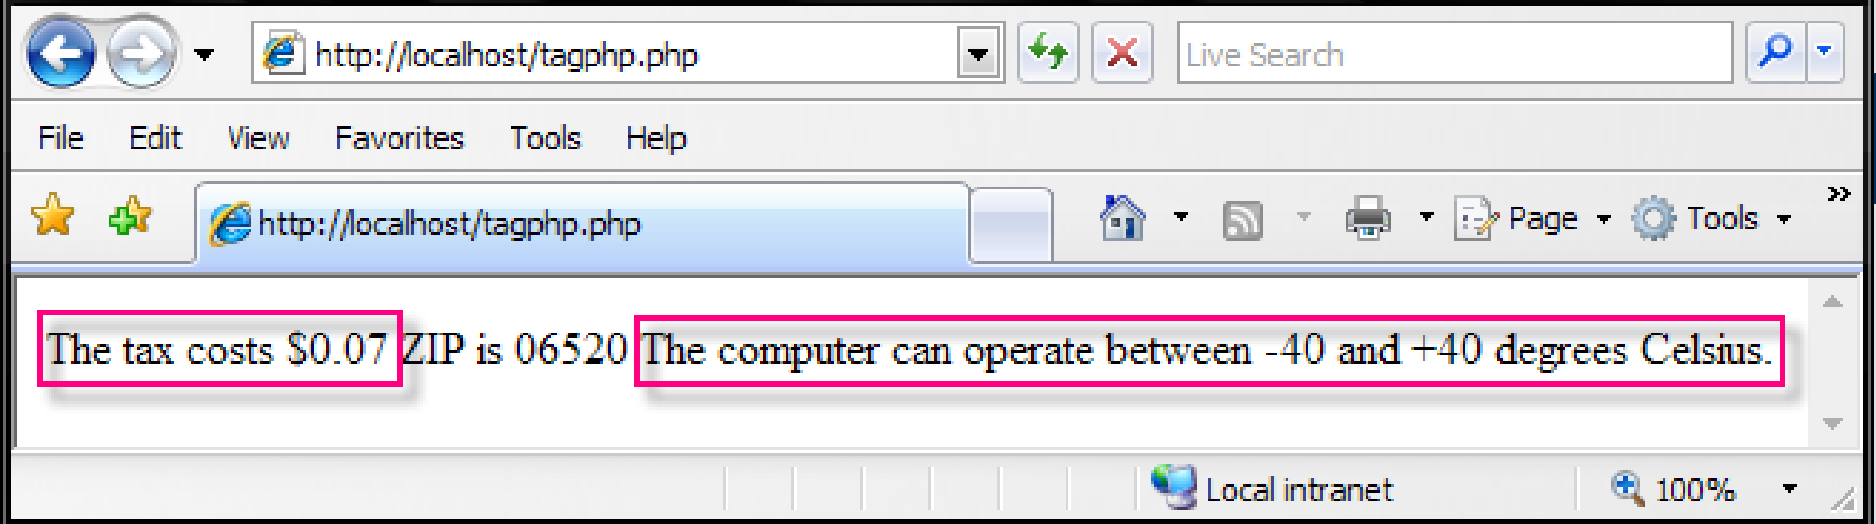 http://localhost/tagphp.php
Live Search
File Edit View Favorites Tools Help
http://localhost/tagphp.php
Page Tools »
The tax costs $0.07 ZIP is 06520 The computer can operate between -40 and +40 degrees Celsius.
Local intranet 100%